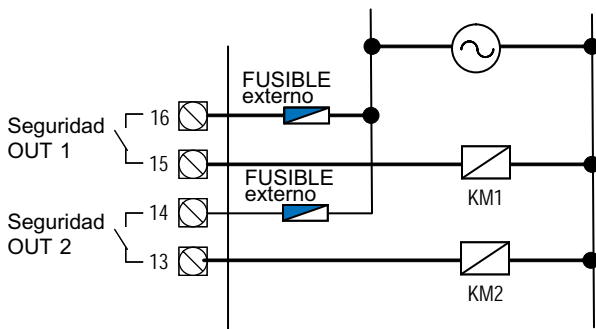 FUSIBLE
externo
Seguridad
OUT 1
16
15
KM1
FUSIBLE
externo
Seguridad
OUT 2
14
13
KM2